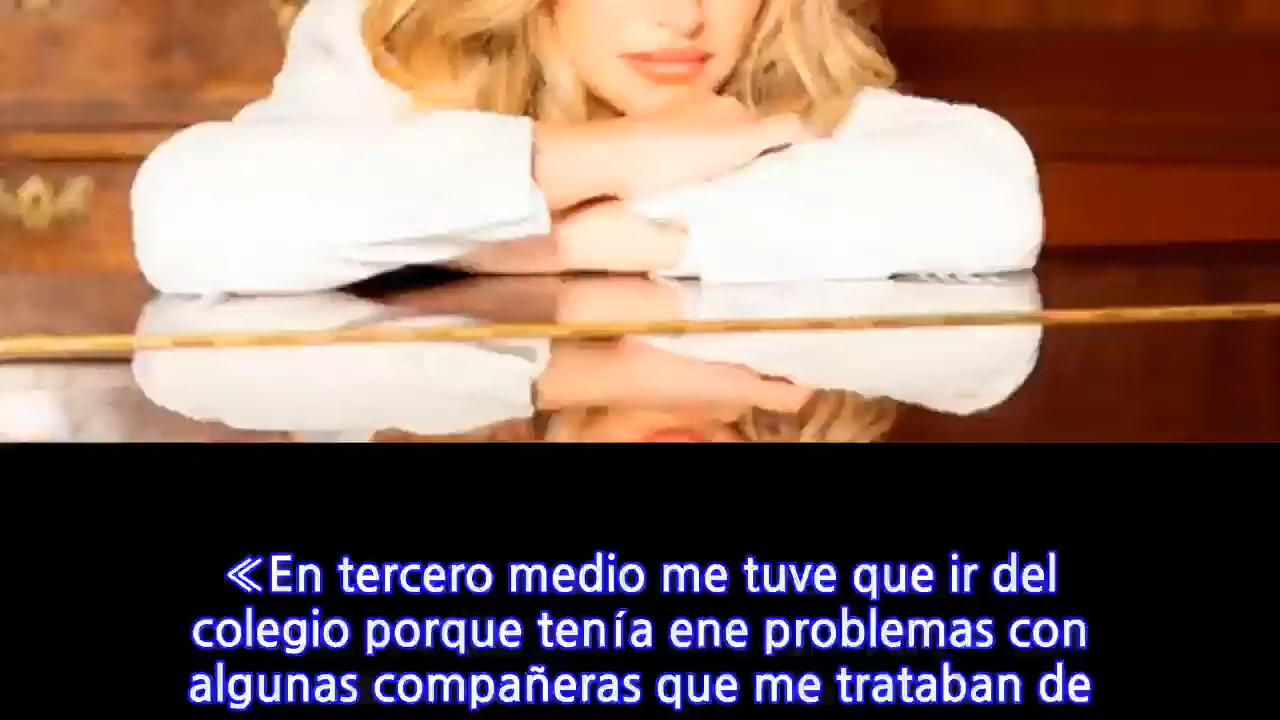 ≪En tercero medio me tuve que ir del
colegio porque tenía ene problemas con
algunas compañeras que me trataban de